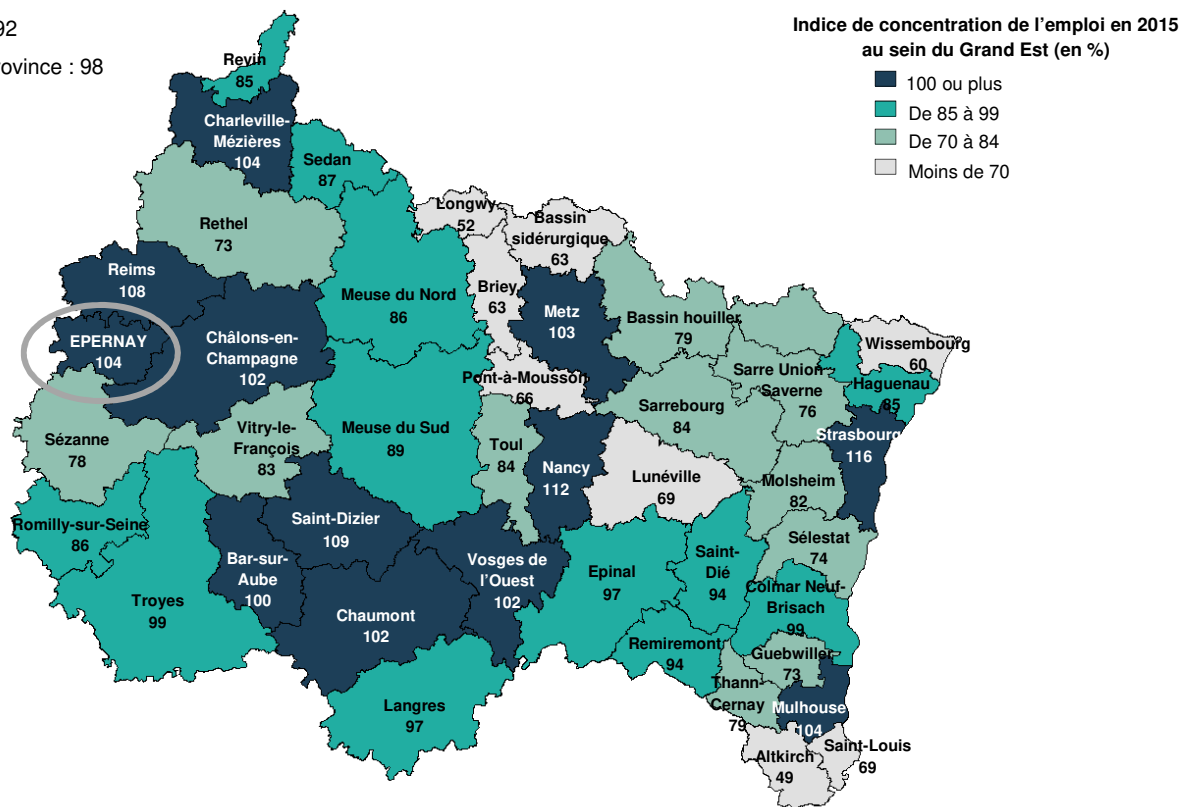 92
rovince : 98
Indice de concentration de l'emploi en 2015
au sein du Grand Est (en %)
100 ou plus
De 85 à 99
De 70 à 84
Moins de 70
Revin
85
Charleville-
Mézières
104
Sedan
87
Rethel
73
Longwy
52
Bassin
sidérurgique
63
Reims
108
Briey
63
Meuse du Nord
86
Metz
103
Bassin houiller
79
EPERNAY
104
Châlons-en-
Champagne
102
Wissembourg
60
Sarre Union
Saverne
76
Haguenau
85
Pont-à-Mousson
66
Sarrebourg
84
Sézanne
78
Vitry-le-
François
83
Meuse du Sud
89
Toul
84
Nancy
112
Lunéville
69
Strasbourg
116
Molsheim
82
Romilly-sur-Seine
86
Saint-Dizier
109
Sélestat
74
Bar-sur-
Aube
100
Vosges de
l'Ouest
102
Epinal
97
Saint-
Dié
94
Colmar Neuf-
Brisach
99
Troyes
99
Chaumont
102
Remiremont
94
Guebwiller
73
Langres
97
Thann-
Cernay
79
Mulhouse
104
Altkirch
49
Saint-Louis
69